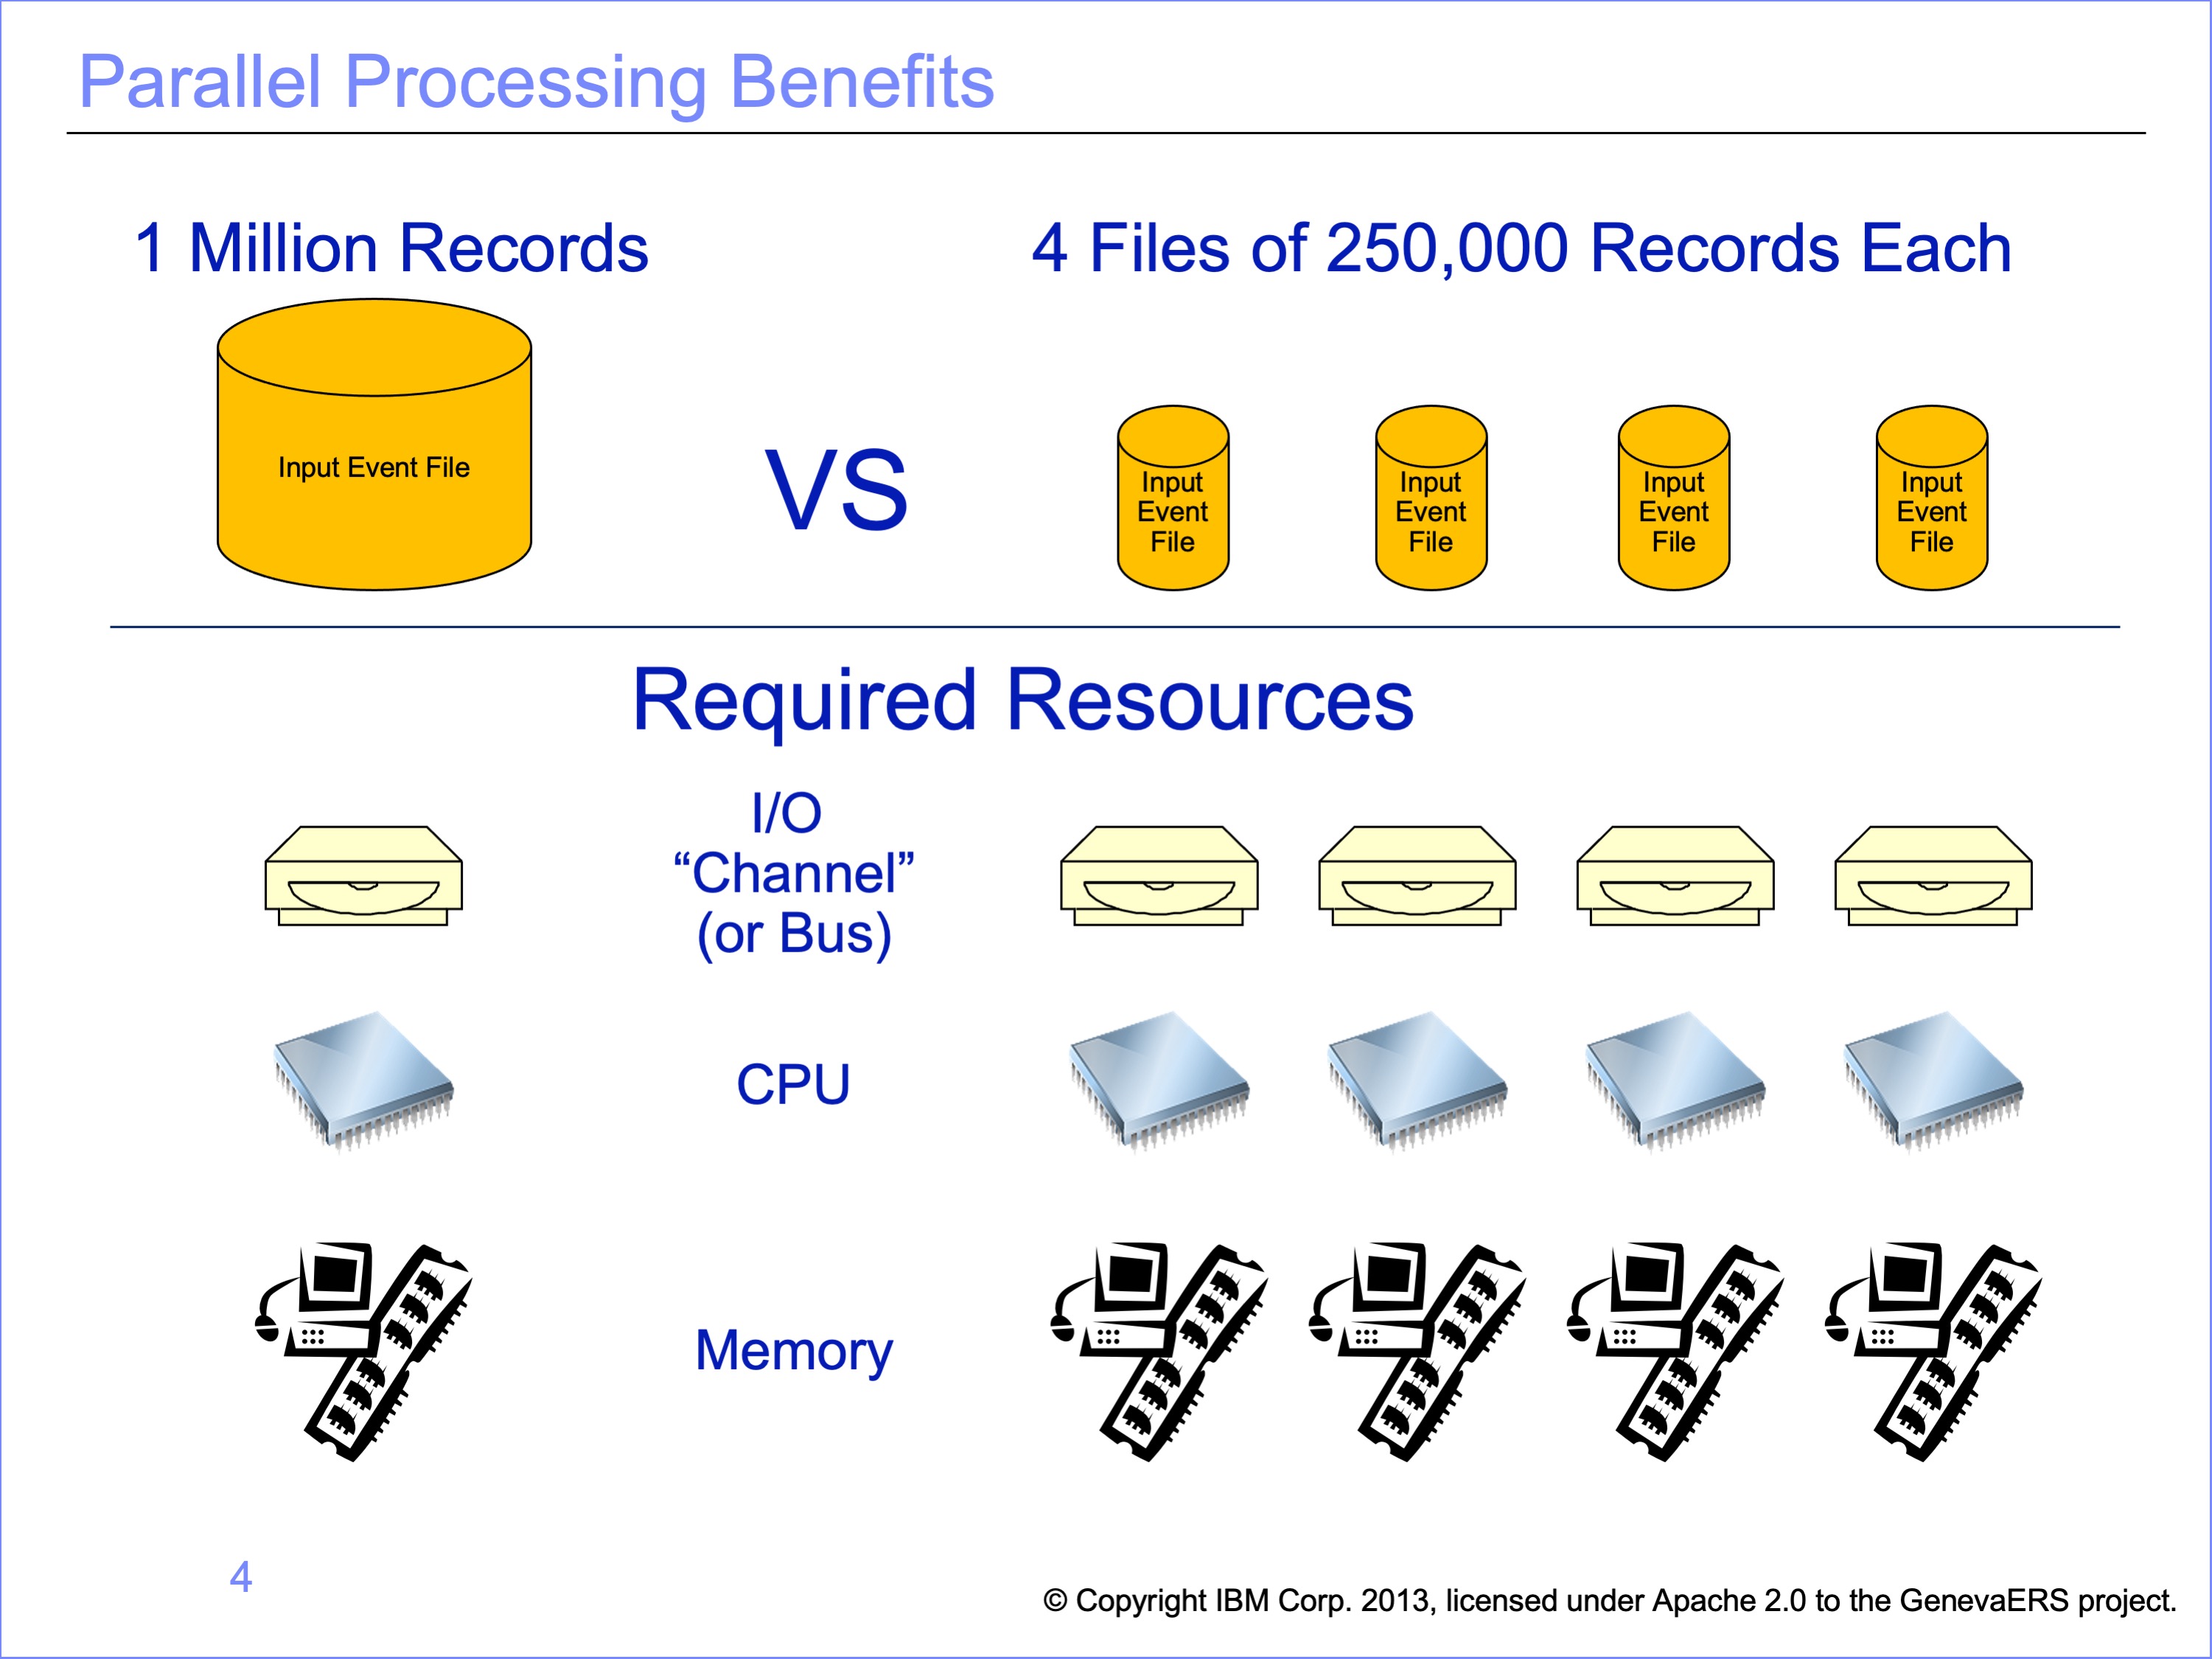 Parallel Processing Benefits
1 Million Records
4 Files of 250,000 Records Each
Input Event File
VS
Input
Event
File
Input
Event
File
Input
Event
File
Input
Event
File
Required Resources
I/O
“Channel”
(or Bus)
CPU
Memory
4
© Copyright IBM Corp. 2013, licensed under Apache 2.0 to the GenevaERS project.